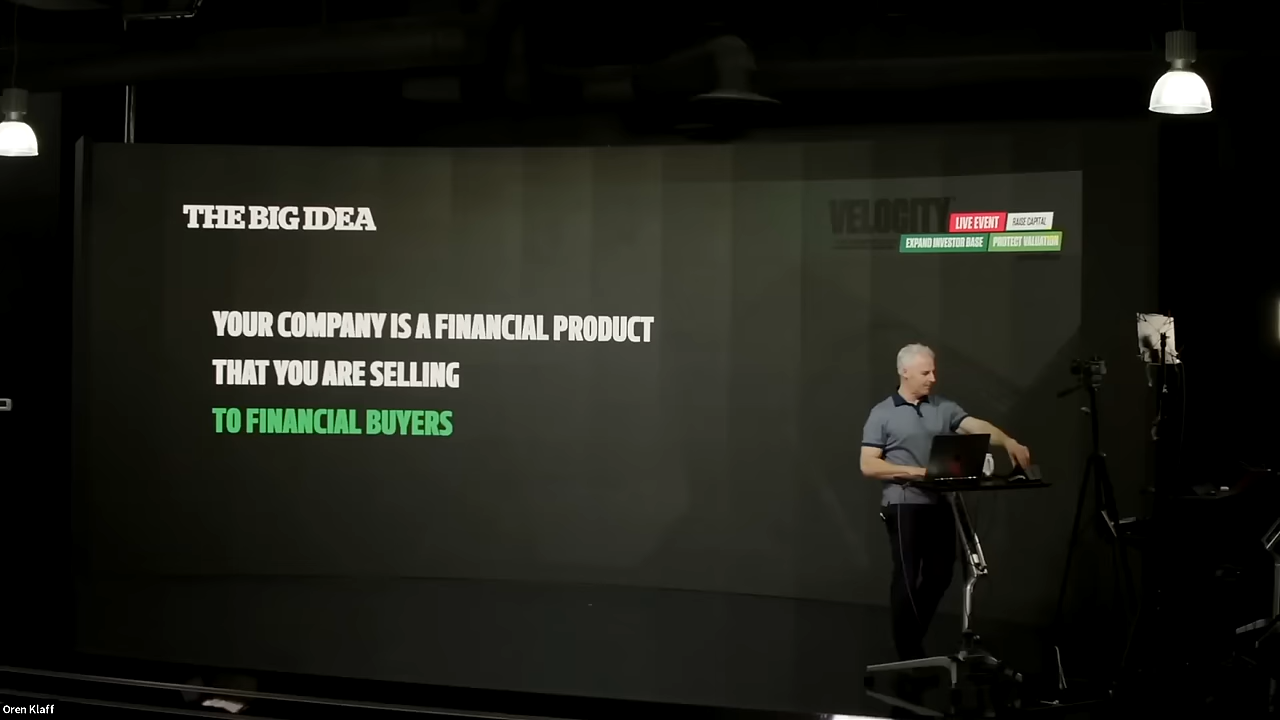 THE BIG IDEA
VELOCITY
LIVE EVENT
RAISE CAPITAL
EXPAND INVESTOR BASE
PROTECT VALUATION
YOUR COMPANY IS A FINANCIAL PRODUCT
THAT YOU ARE SELLING
TO FINANCIAL BUYERS
Oren Klaff